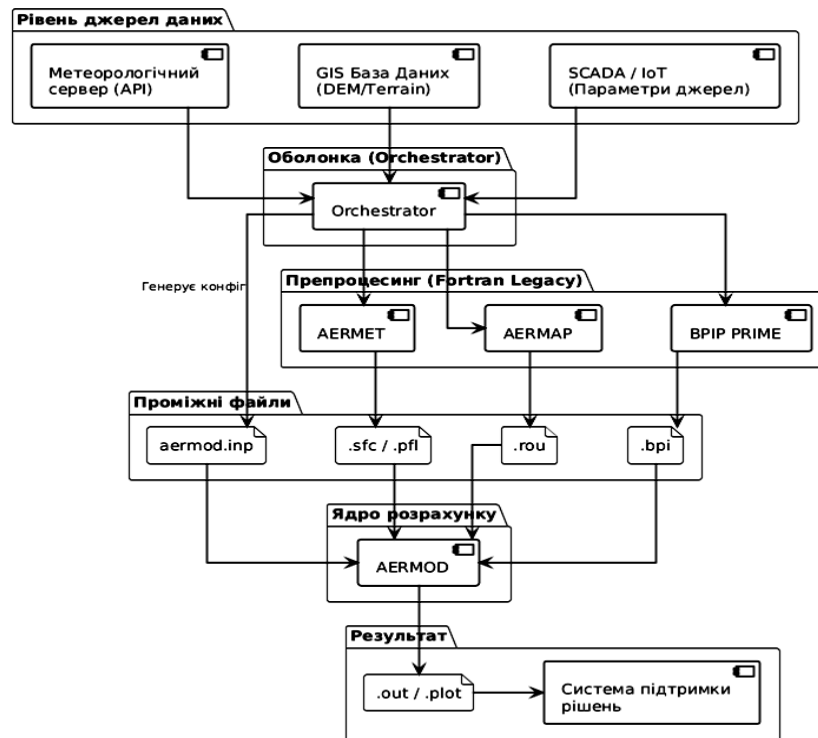 Рівень джерел даних
Метеорологічний
сервер (API)
GIS База Даних
(DEM/Terrain)
SCADA / IoT
(Параметри джерел)
Оболонка (Orchestrator)
Orchestrator
Генерує конфіг
Препроцесинг (Fortran Legacy)
AERMET
AERMAP
BPIP PRIME
Проміжні файли
aermod.inp
.sfc / .pfl
.rou
.bpi
Ядро розрахунку
AERMOD
Результат
.out / .plot
Система підтримки
рішень